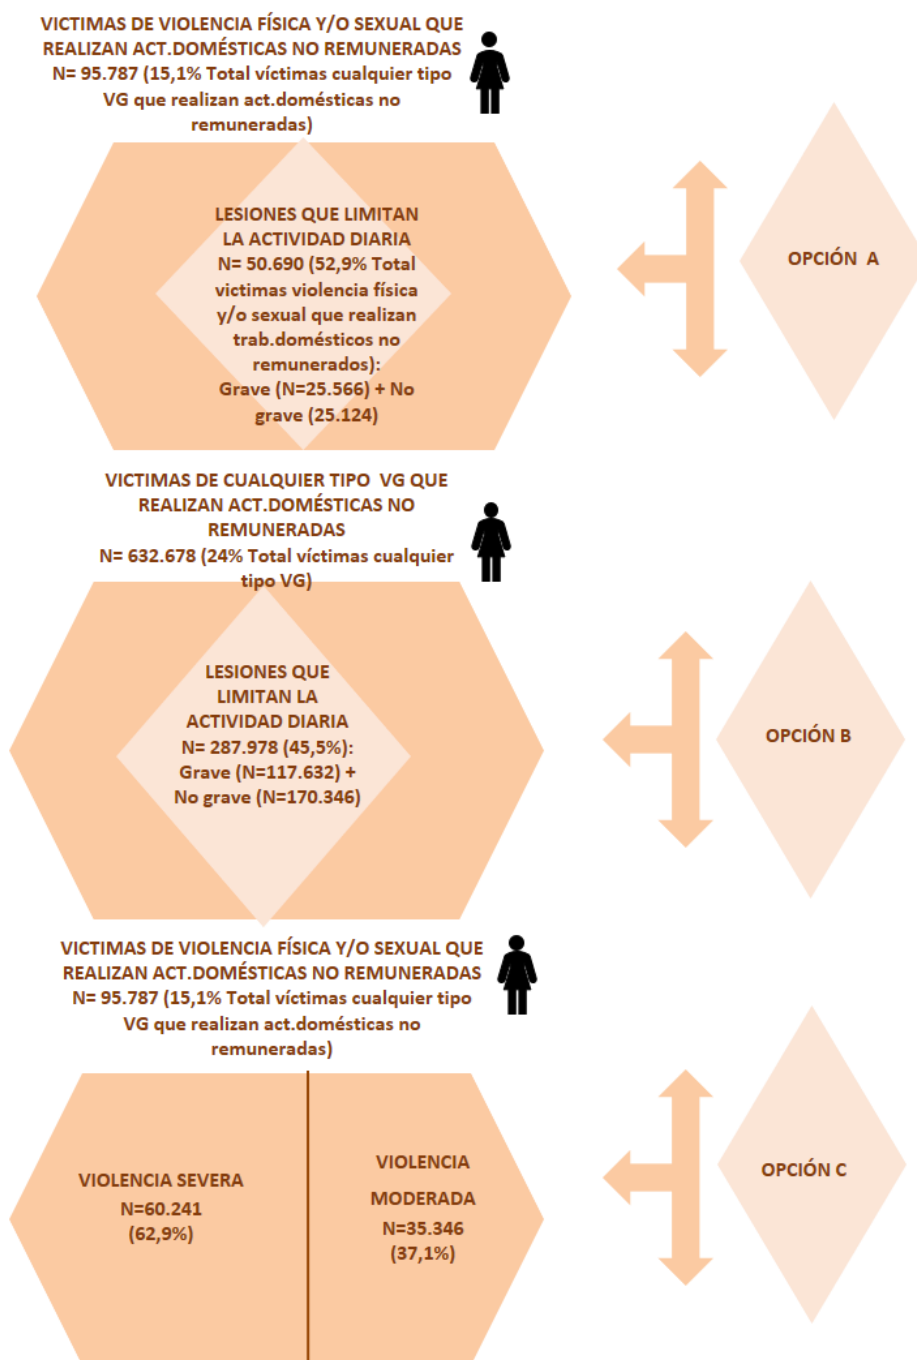 VICTIMAS DE VIOLENCIA FÍSICA Y/O SEXUAL QUE
REALIZAN ACT.DOMÉSTICAS NO REMUNERADAS
N= 95.787 (15,1% Total víctimas cualquier tipo
VG que realizan act.domésticas no
remuneradas)
LESIONES QUE LIMITAN
LA ACTIVIDAD DIARIA
N= 50.690 (52,9% Total
victimas violencia física
y/o sexual que realizan
trab.domésticos no
remunerados):
Grave (N=25.566) + No
grave (25.124)
OPCIÓN A
VICTIMAS DE CUALQUIER TIPO VG QUE
REALIZAN ACT.DOMÉSTICAS NO
REMUNERADAS
N= 632.678 (24% Total víctimas cualquier
tipo VG)
LESIONES QUE
LIMITAN LA
ACTIVIDAD DIARIA
N= 287.978 (45,5%):
Grave (N=117.632) +
No grave (N=170.346)
OPCIÓN B
VICTIMAS DE VIOLENCIA FÍSICA Y/O SEXUAL QUE
REALIZAN ACT.DOMÉSTICAS NO REMUNERADAS
N= 95.787 (15,1% Total víctimas cualquier tipo
VG que realizan act.domésticas no
remuneradas)
VIOLENCIA SEVERA
N=60.241
(62,9%)
VIOLENCIA
MODERADA
N=35.346
(37,1%)
OPCIÓN C